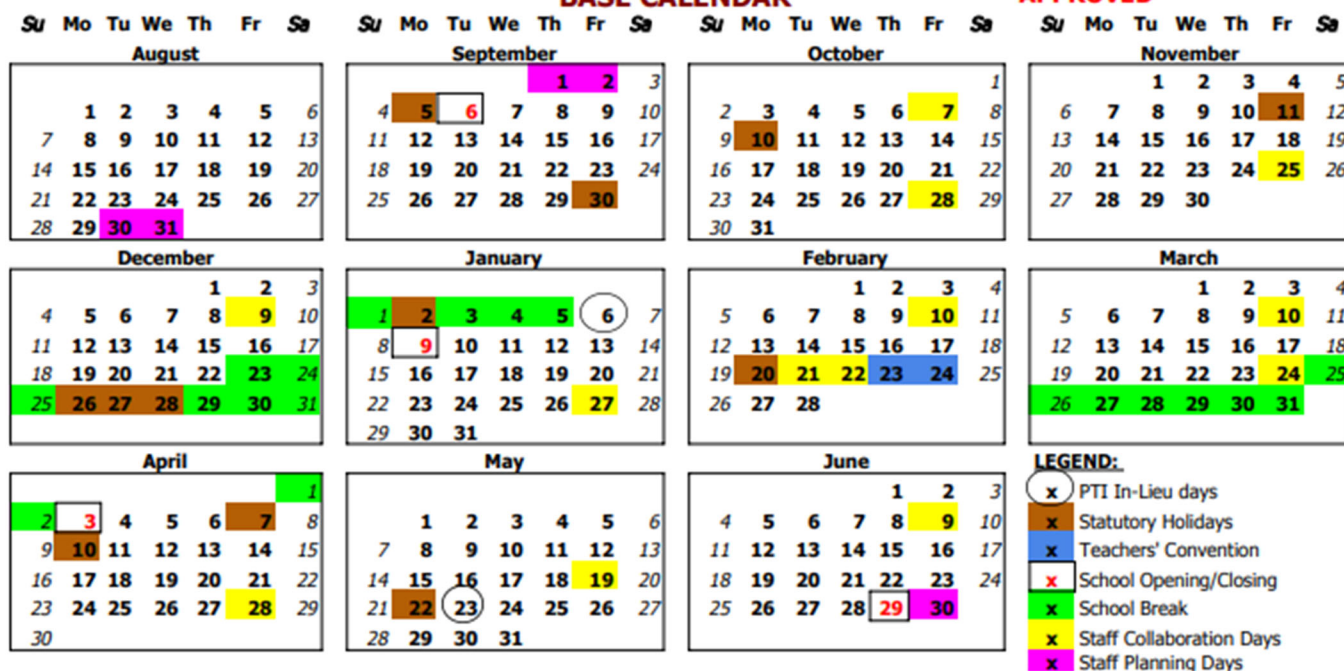 BASE CALENDAR
APPROVED
Su Mo Tu We Th Fr Sa
Su Mo Tu We Th Fr Sa
Su Mo Tu We Th Fr Sa
Su Mo Tu We Th Fr Sa
August
1 2 3 4 5 6
7 8 9 10 11 12 13
14 15 16 17 18 19 20
21 22 23 24 25 26 27
28 29 30 31
September
1 2 3
4 5 6 7 8 9 10
11 12 13 14 15 16 17
18 19 20 21 22 23 24
25 26 27 28 29 30
October
1
2 3 4 5 6 7 8
9 10 11 12 13 14 15
16 17 18 19 20 21 22
23 24 25 26 27 28 29
30 31
November
1 2 3 4 5
6 7 8 9 10 11 12
13 14 15 16 17 18 19
20 21 22 23 24 25 26
27 28 29 30
December
1 2 3
4 5 6 7 8 9 10
11 12 13 14 15 16 17
18 19 20 21 22 23 24
25 26 27 28 29 30 31
January
1 2 3 4 5 6 7
8 9 10 11 12 13 14
15 16 17 18 19 20 21
22 23 24 25 26 27 28
29 30 31
February
1 2 3 4
5 6 7 8 9 10 11
12 13 14 15 16 17 18
19 20 21 22 23 24 25
26 27 28
March
1 2 3 4
5 6 7 8 9 10 11
12 13 14 15 16 17 18
19 20 21 22 23 24 25
26 27 28 29 30 31
April
1
2 3 4 5 6 7 8
9 10 11 12 13 14 15
16 17 18 19 20 21 22
23 24 25 26 27 28 29
30
May
1 2 3 4 5 6
7 8 9 10 11 12 13
14 15 16 17 18 19 20
21 22 23 24 25 26 27
28 29 30 31
June
1 2 3
4 5 6 7 8 9 10
11 12 13 14 15 16 17
18 19 20 21 22 23 24
25 26 27 28 29 30
LEGEND:
x PTI In-Lieu days
x Statutory Holidays
x Teachers' Convention
x School Opening/Closing
x School Break
x Staff Collaboration Days
x Staff Planning Days